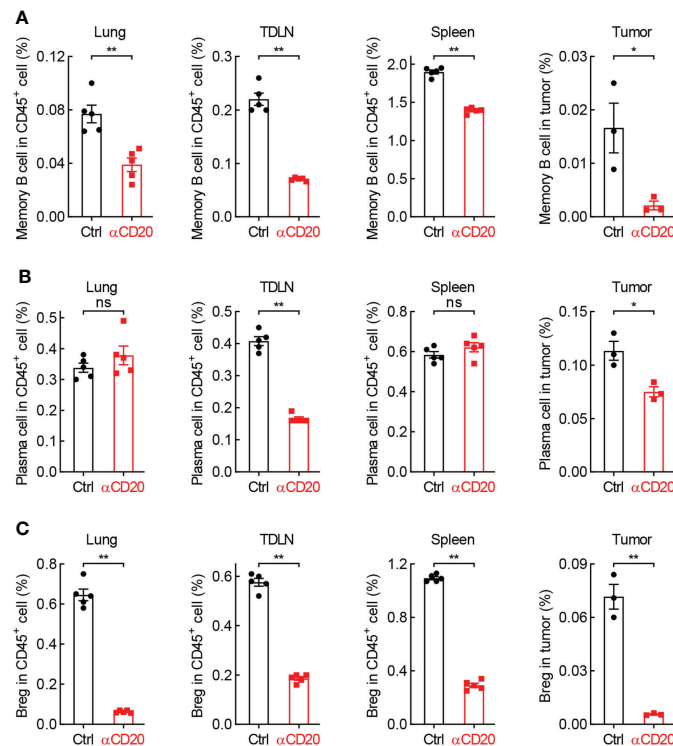 A
Lung
TDLN
Spleen
Tumor
Memory B cell in CD45+ cell (%)
0.12
0.08
0.04
0.00
**
Ctrl αCD20
Memory B cell in CD45+ cell (%)
0.3
0.2
0.1
0.0
**
Ctrl αCD20
Memory B cell in CD45+ cell (%)
2.1
1.4
0.7
0.0
**
Ctrl αCD20
Memory B cell in tumor (%)
0.03
0.02
0.01
0.00
*
Ctrl αCD20
B
Lung
TDLN
Spleen
Tumor
Plasma cell in CD45+ cell (%)
0.5
0.4
0.3
0.2
0.1
0.0
ns
Ctrl αCD20
Plasma cell in CD45+ cell (%)
0.5
0.4
0.3
0.2
0.1
0.0
**
Ctrl αCD20
Plasma cell in CD45+ cell (%)
0.9
0.6
0.3
0.0
ns
Ctrl αCD20
Plasma cell in tumor (%)
0.15
0.10
0.05
0.00
*
Ctrl αCD20
C
Lung
TDLN
Spleen
Tumor
Breg in CD45+ cell (%)
0.8
0.6
0.4
0.2
0.0
**
Ctrl αCD20
Breg in CD45+ cell (%)
0.6
0.4
0.2
0.0
**
Ctrl αCD20
Breg in CD45+ cell (%)
1.2
0.9
0.6
0.3
0.0
**
Ctrl αCD20
Breg in tumor (%)
0.09
0.06
0.03
0.00
**
Ctrl αCD20